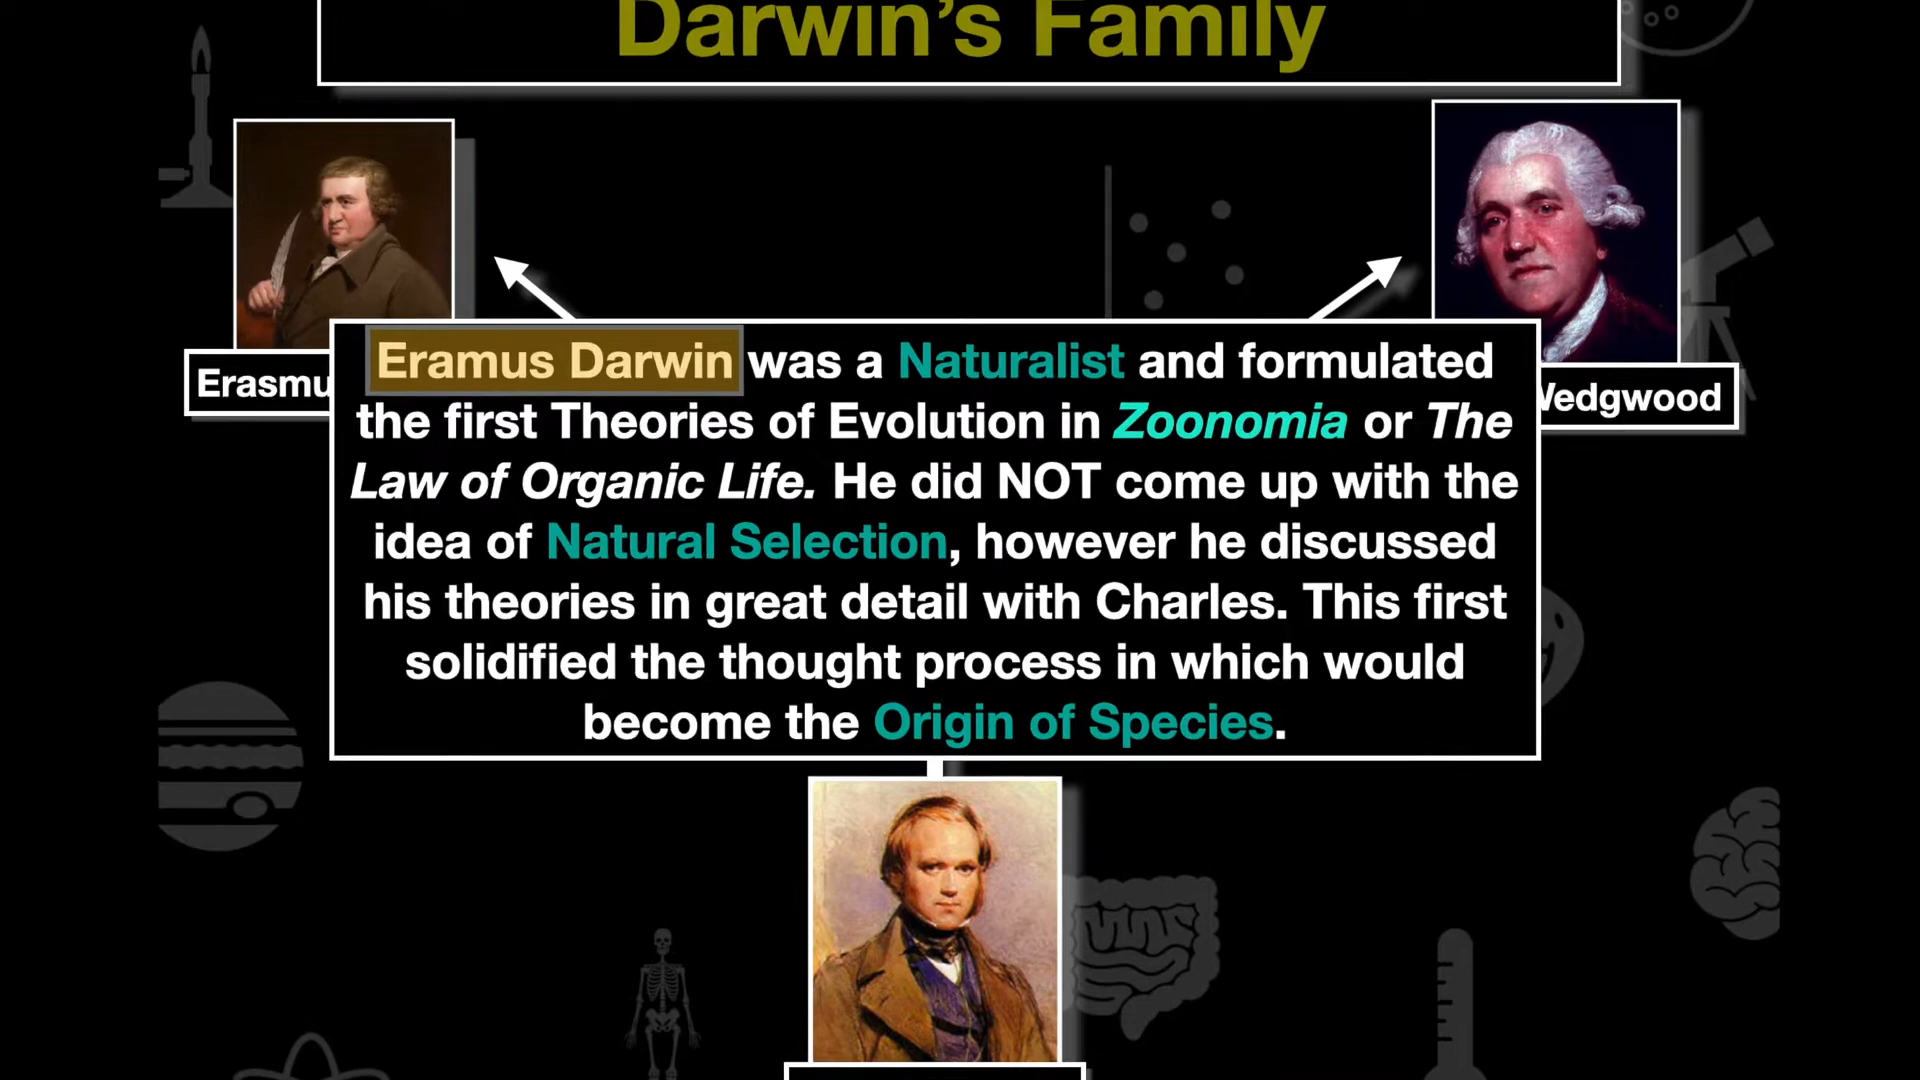 Darwin's Family
Eramus Darwin was a Naturalist and formulated
the first Theories of Evolution in Zoonomia or The
Law of Organic Life. He did NOT come up with the
idea of Natural Selection, however he discussed
his theories in great detail with Charles. This first
solidified the thought process in which would
become the Origin of Species.
Erasmu
Wedgwood